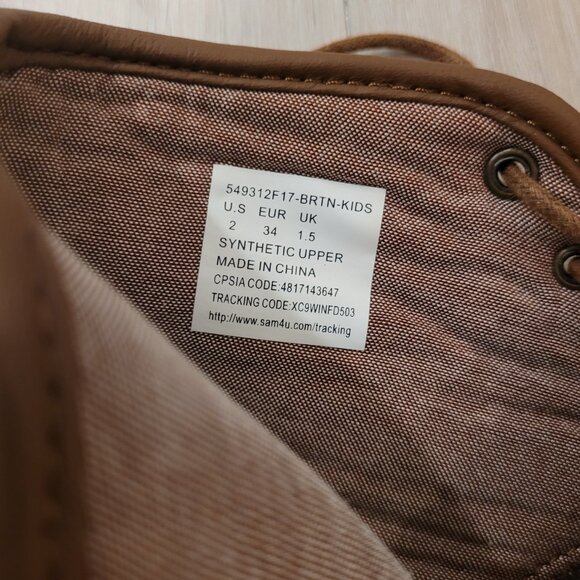 549312F17-BRTN-KIDS
U.S EUR UK
2 34 1.5
SYNTHETIC UPPER
MADE IN CHINA
CPSIA CODE:4817143647
TRACKING CODE:XC9WINFD503
http://www.sam4u.com/tracking